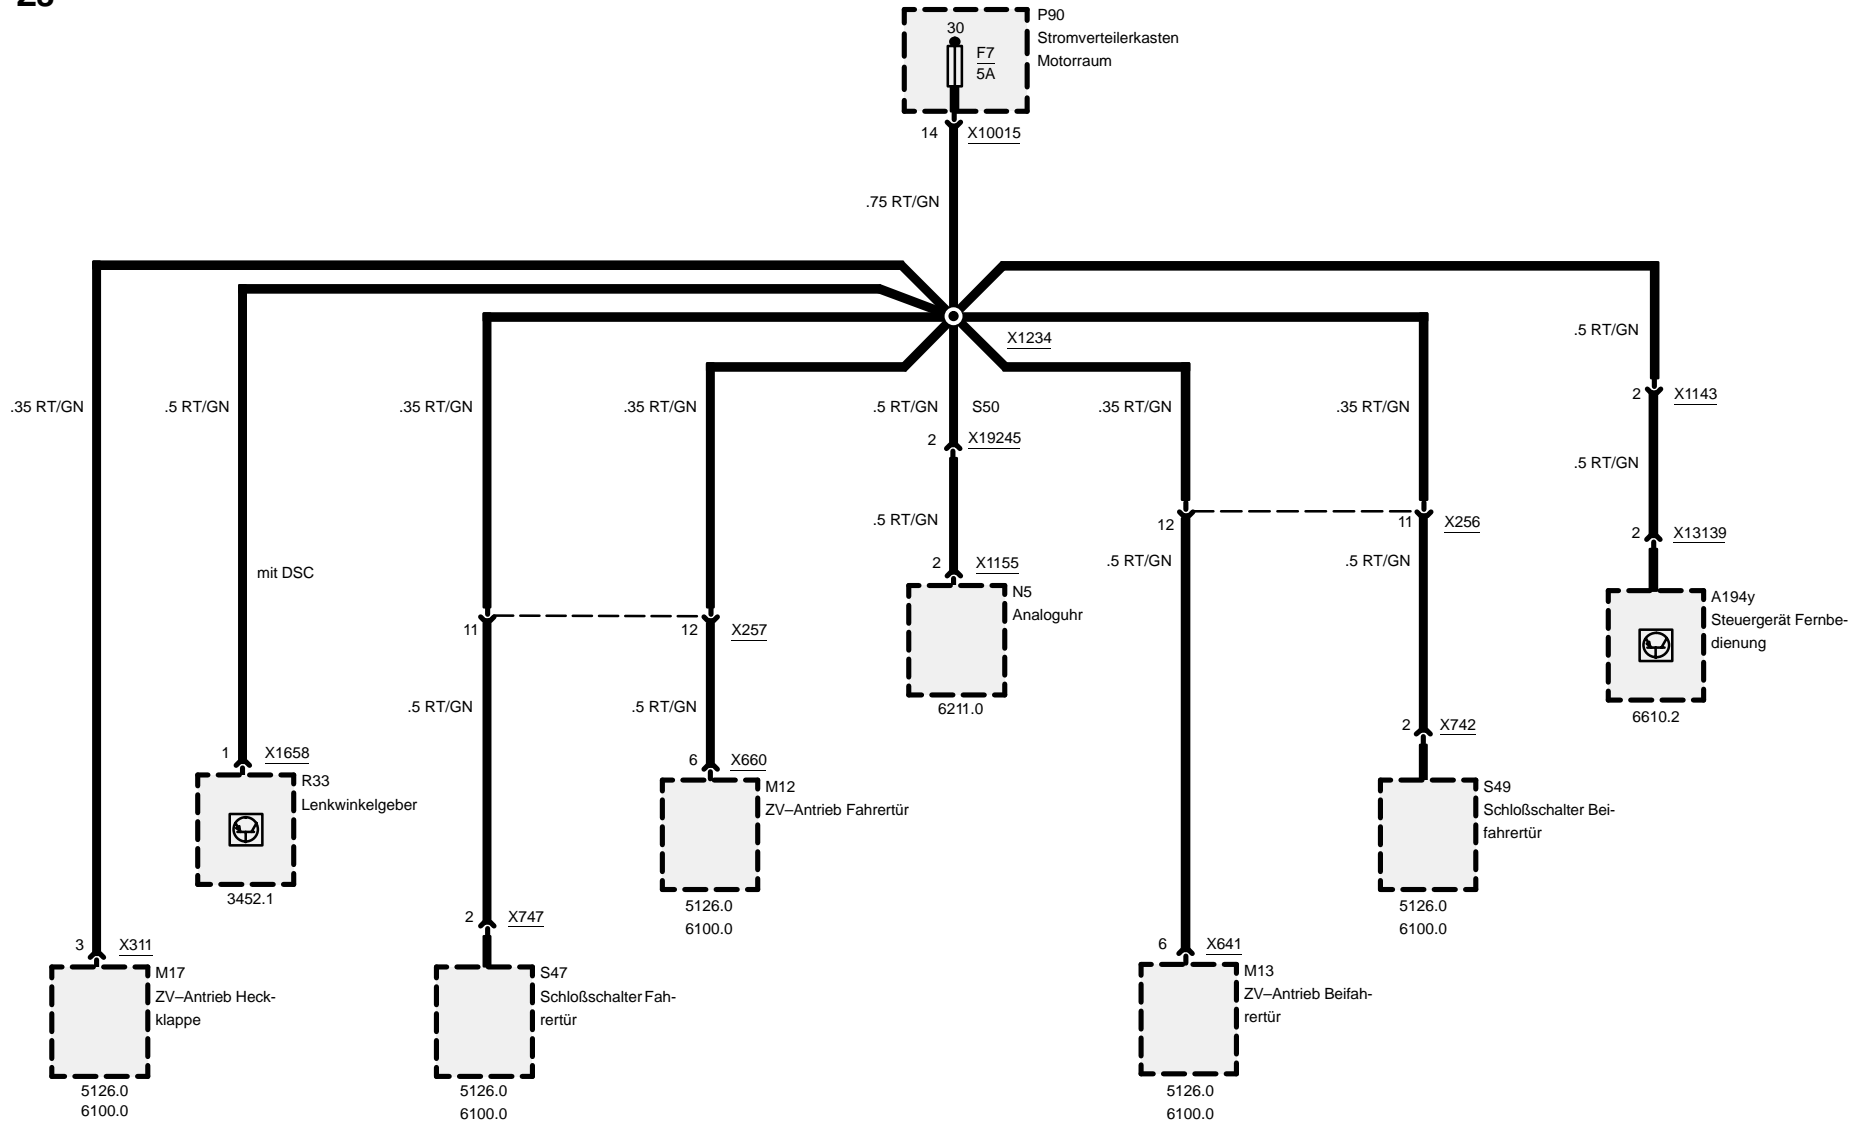 P90
30
Stromverteilerkasten
F7
Motorraum
5A
14 X10015
.75 RT/GN
.5 RT/GN
X1234
2 X1143
.35 RT/GN
.5 RT/GN
.35 RT/GN
.35 RT/GN
.5 RT/GN
S50
.35 RT/GN
.35 RT/GN
2 X19245
.5 RT/GN
.5 RT/GN
12
11 X256
2 X13139
.5 RT/GN
.5 RT/GN
2 X1155
mit DSC
N5
Analoguhr
A194y
Steuergerät Fernbe-
dienung
11
12 X257
6211.0
.5 RT/GN
.5 RT/GN
6610.2
2 X742
1 X1658
R33
Lenkwinkelgeber
6 X660
M12
ZV–Antrieb Fahrertür
S49
Schloßschalter Bei-
fahrertür
3452.1
5126.0
6100.0
5126.0
6100.0
2 X747
3 X311
6 X641
M17
ZV–Antrieb Heck-
klappe
S47
Schloßschalter Fah-
rertür
M13
ZV–Antrieb Beifah-
rertür
5126.0
6100.0
5126.0
6100.0
5126.0
6100.0